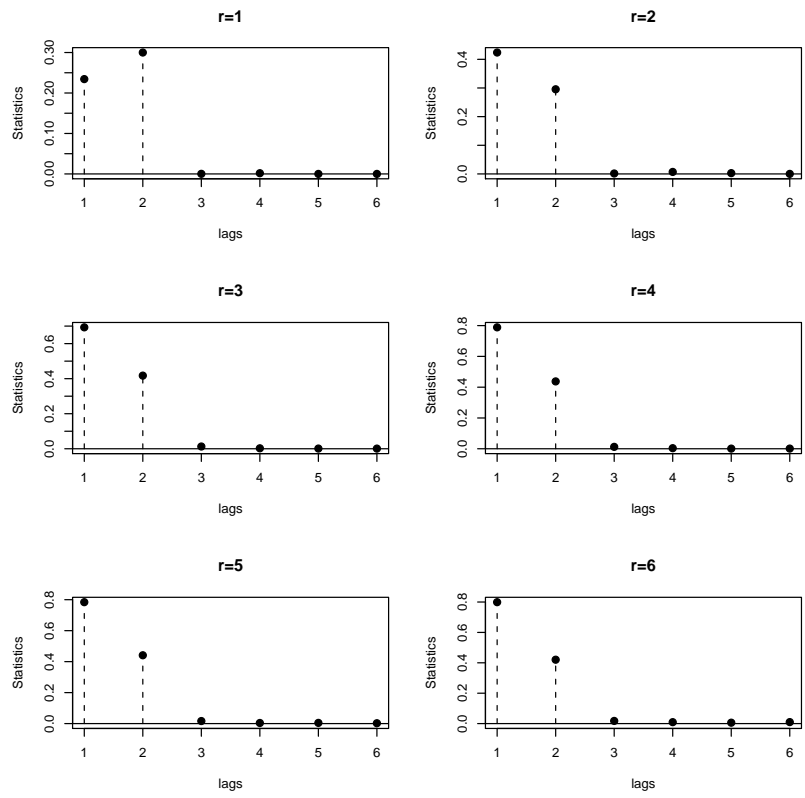 r=1
Statistics
0.00 0.10 0.20 0.30
1 2 3 4 5 6
lags
r=2
Statistics
0.0 0.2 0.4
1 2 3 4 5 6
lags
r=3
Statistics
0.0 0.2 0.4 0.6
1 2 3 4 5 6
lags
r=4
Statistics
0.0 0.2 0.4 0.6 0.8
1 2 3 4 5 6
lags
r=5
Statistics
0.0 0.2 0.4 0.6 0.8
1 2 3 4 5 6
lags
r=6
Statistics
0.0 0.2 0.4 0.6 0.8
1 2 3 4 5 6
lags